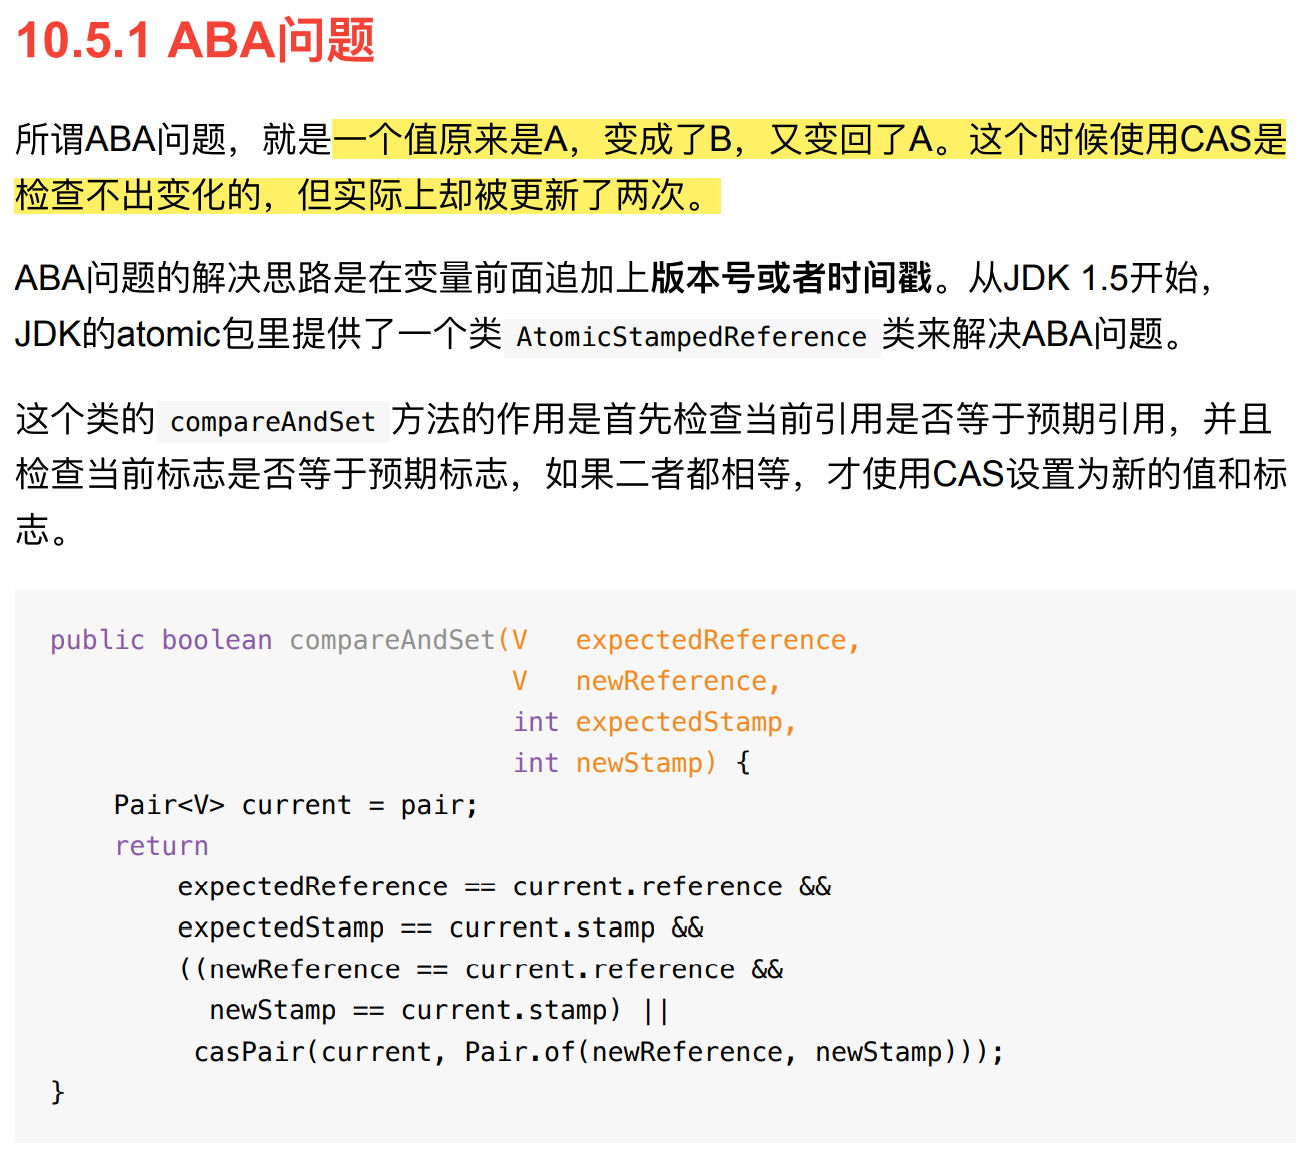 10.5.1 ABA问题
所谓ABA问题，就是一个值原来是A，变成了B，又变回了A。这个时候使用CAS是
检查不出变化的，但实际上却被更新了两次。
ABA问题的解决思路是在变量前面追加上版本号或者时间戳。从JDK 1.5开始，
JDK的atomic包里提供了一个类 AtomicStampedReference 类来解决ABA问题。
这个类的 compareAndSet 方法的作用是首先检查当前引用是否等于预期引用，并且
检查当前标志是否等于预期标志，如果二者都相等，才使用CAS设置为新的值和标
志。
public boolean compareAndSet(V   expectedReference,
                             V   newReference,
                             int expectedStamp,
                             int newStamp) {
    Pair<V> current = pair;
    return
        expectedReference == current.reference &&
        expectedStamp == current.stamp &&
        ((newReference == current.reference &&
          newStamp == current.stamp) ||
         casPair(current, Pair.of(newReference, newStamp)));
}